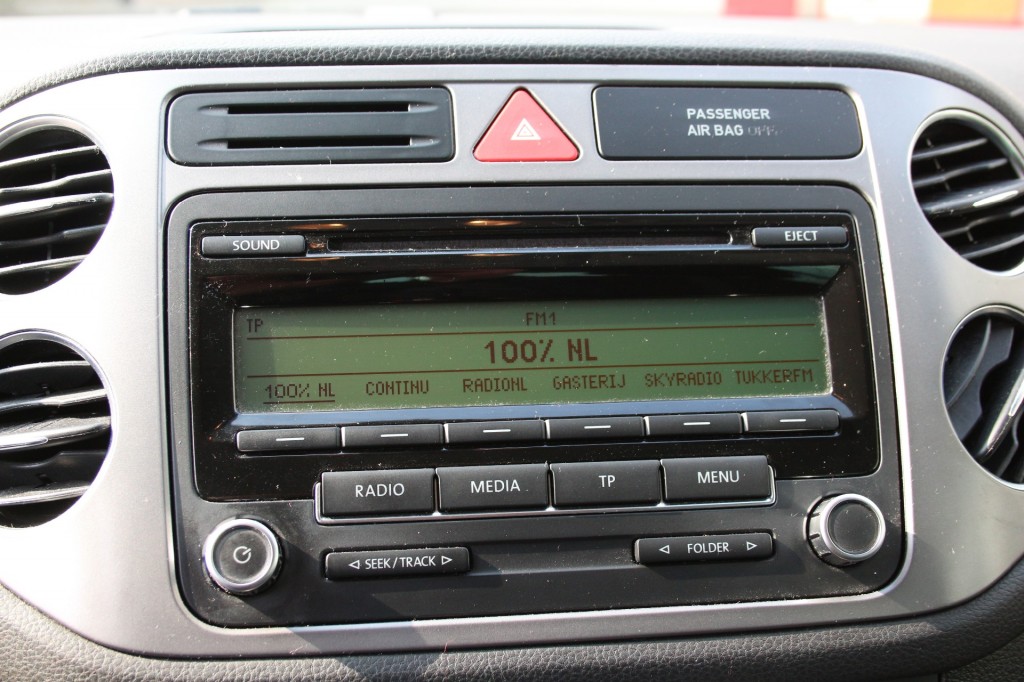 PASSENGER
AIR BAG OFF
SOUND
EJECT
TP FM1
100% NL
100% NL CONTINU RADIONL GASTERIJ SKYRADIO TUKKERFM
RADIO MEDIA TP MENU
◁ SEEK/TRACK ▷
◁ FOLDER ▷